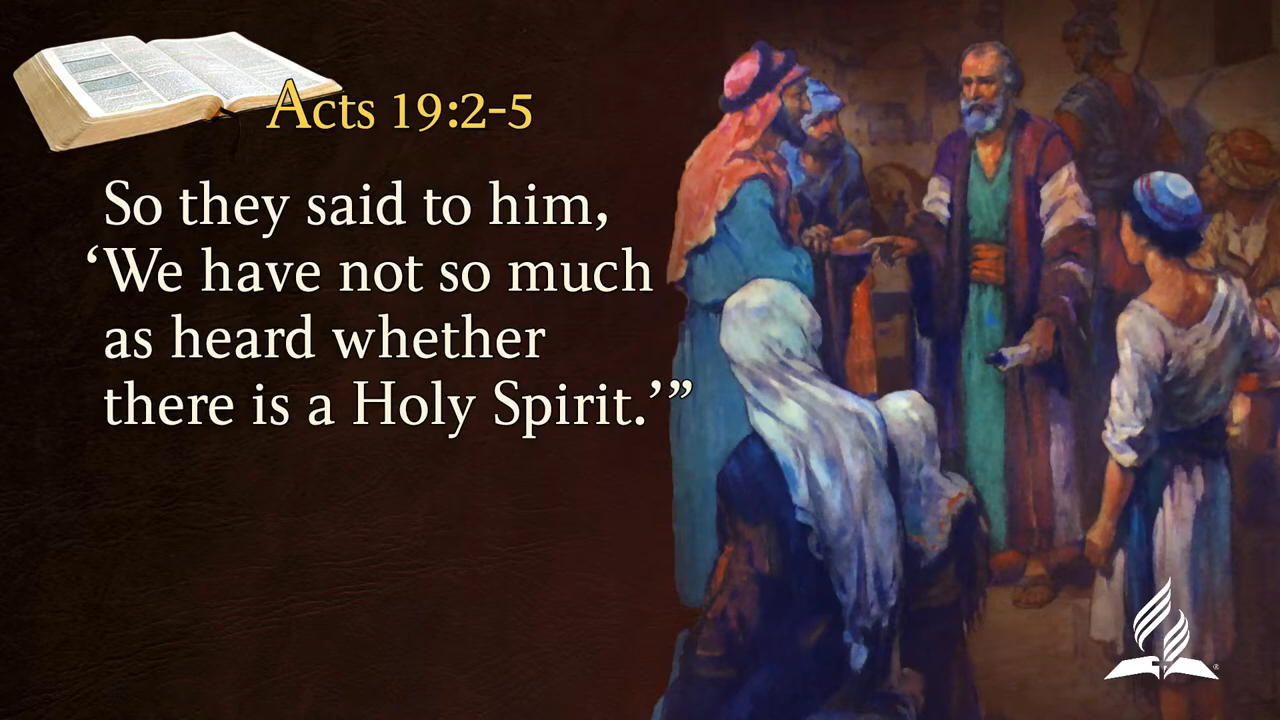 Acts 19:2-5
So they said to him,
‘We have not so much
as heard whether
there is a Holy Spirit.’”